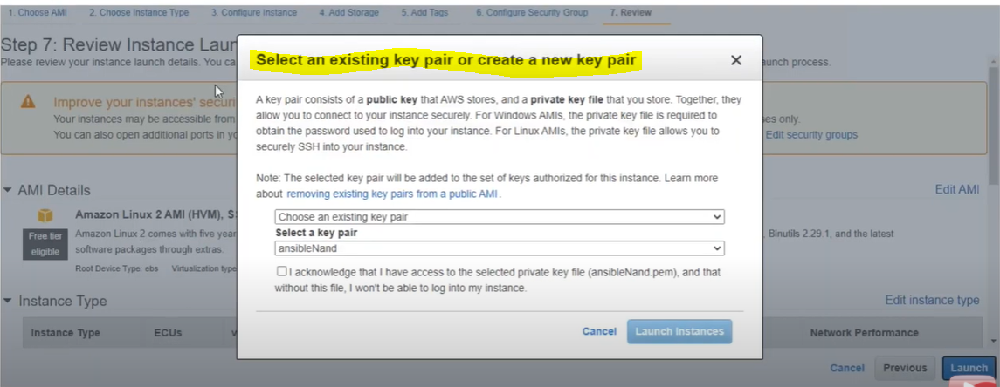 1. Choose AMI 2. Choose Instance Type 3. Configure Instance 4. Add Storage 5. Add Tags 6. Configure Security Group 7. Review
Step 7: Review Instance Laun
Please review your instance launch details. You ca
aunch process.
Improve your instances' securi
Your instances may be accessible from
ses only.
You can also open additional ports in yo
Edit security groups
AMI Details
Edit AMI
Amazon Linux 2 AMI (HVM), S
Free tier
eligible
Amazon Linux 2 comes with five year
, Binutils 2.29.1, and the latest
software packages through extras.
Root Device Type: ebs Virtualization type
Instance Type
Edit instance type
Instance Type ECUs v Network Performance
Select an existing key pair or create a new key pair
A key pair consists of a public key that AWS stores, and a private key file that you store. Together, they
allow you to connect to your instance securely. For Windows AMIs, the private key file is required to
obtain the password used to log into your instance. For Linux AMIs, the private key file allows you to
securely SSH into your instance.
Note: The selected key pair will be added to the set of keys authorized for this instance. Learn more
about removing existing key pairs from a public AMI .
Choose an existing key pair
Select a key pair
ansibleNand
I acknowledge that I have access to the selected private key file (ansibleNand.pem), and that
without this file, I won't be able to log into my instance.
Cancel Launch Instances
Cancel Previous Launch